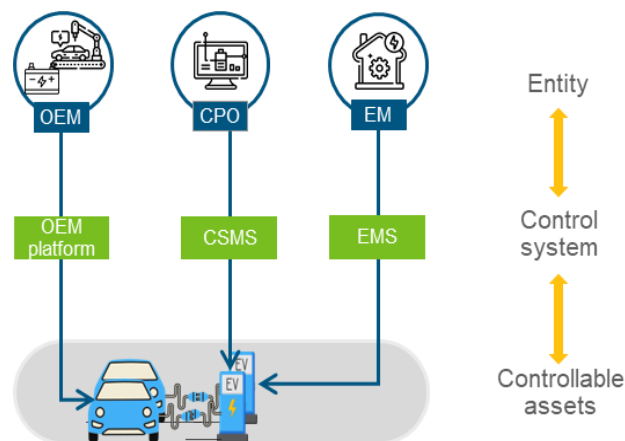 OEM
CPO
EM
Entity
OEM
platform
CSMS
EMS
Control
system
EV
EV
Controllable
assets